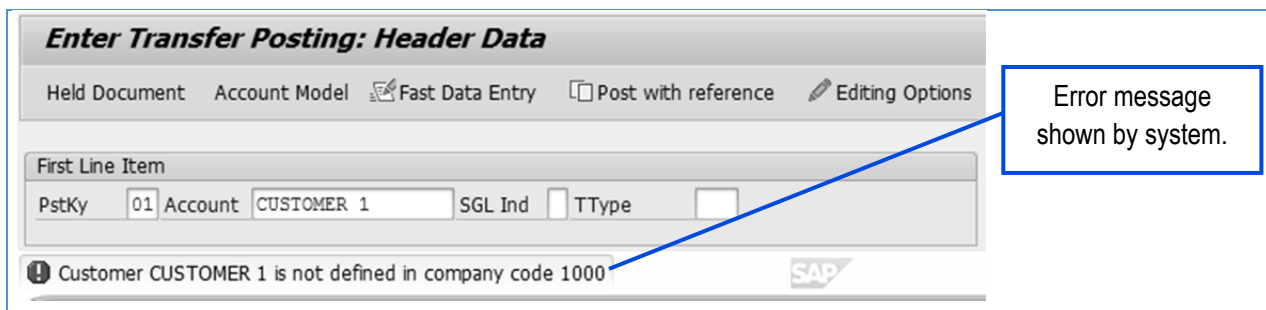 Enter Transfer Posting: Header Data
Held Document Account Model Fast Data Entry Post with reference Editing Options
Error message
shown by system.
First Line Item
PstKy 01 Account CUSTOMER 1 SGL Ind TType
Customer CUSTOMER 1 is not defined in company code 1000
SAP